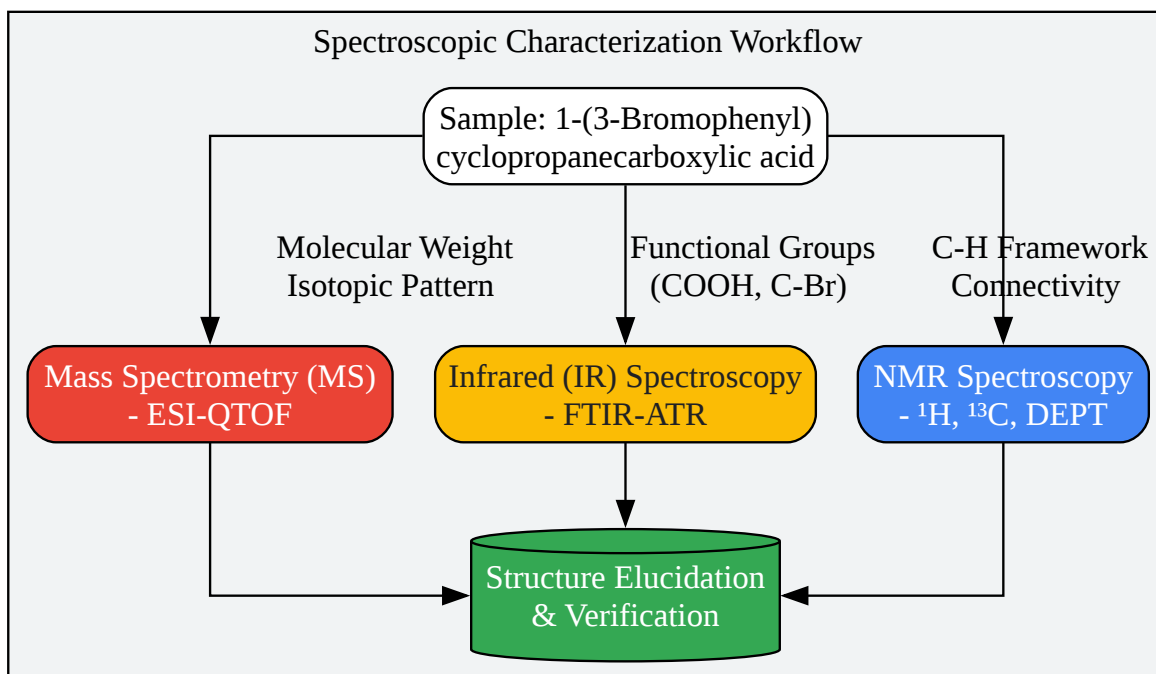 Spectroscopic Characterization Workflow
Sample: 1-(3-Bromophenyl)
cyclopropanecarboxylic acid
Molecular Weight
Isotopic Pattern
Functional Groups
(COOH, C-Br)
C-H Framework
Connectivity
Mass Spectrometry (MS)
- ESI-QTOF
Infrared (IR) Spectroscopy
- FTIR-ATR
NMR Spectroscopy
- ¹H, ¹³C, DEPT
Structure Elucidation
& Verification